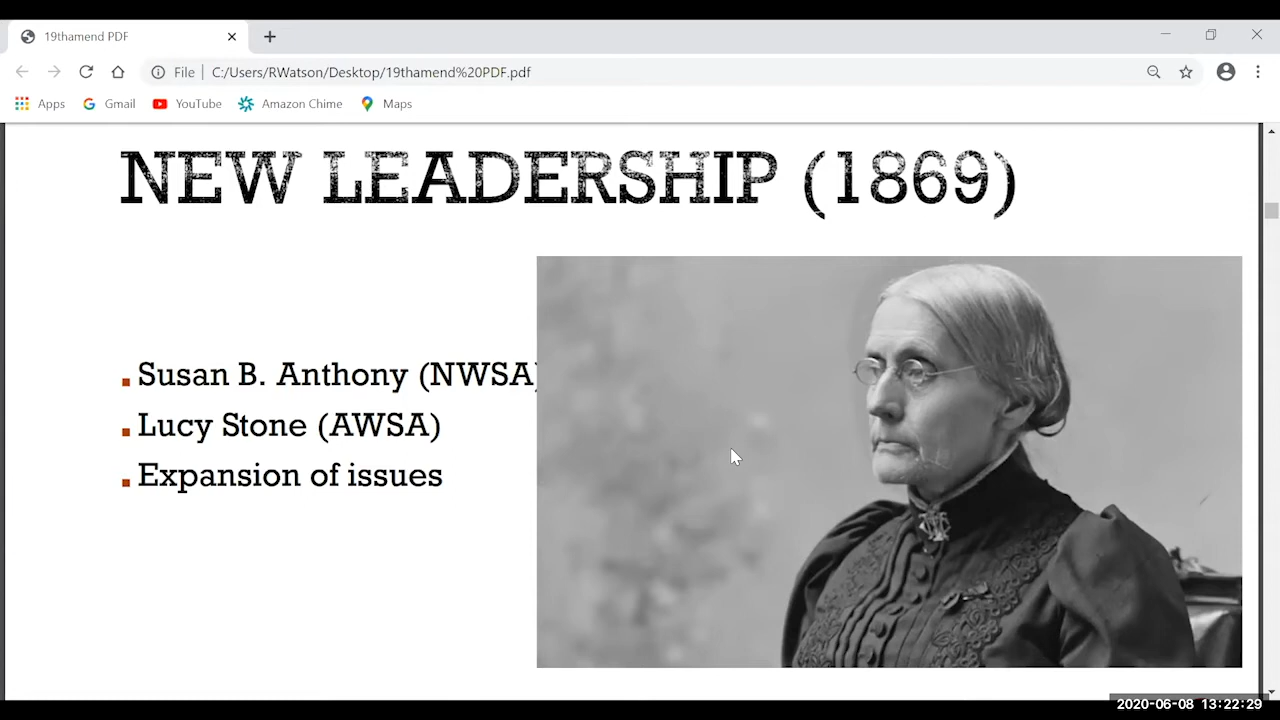 19thamend PDF
File C:/Users/RWatson/Desktop/19thamend%20PDF.pdf
Apps Gmail YouTube Amazon Chime Maps
NEW LEADERSHIP (1869)
Susan B. Anthony (NWSA)
Lucy Stone (AWSA)
Expansion of issues
2020-06-08 13:22:29